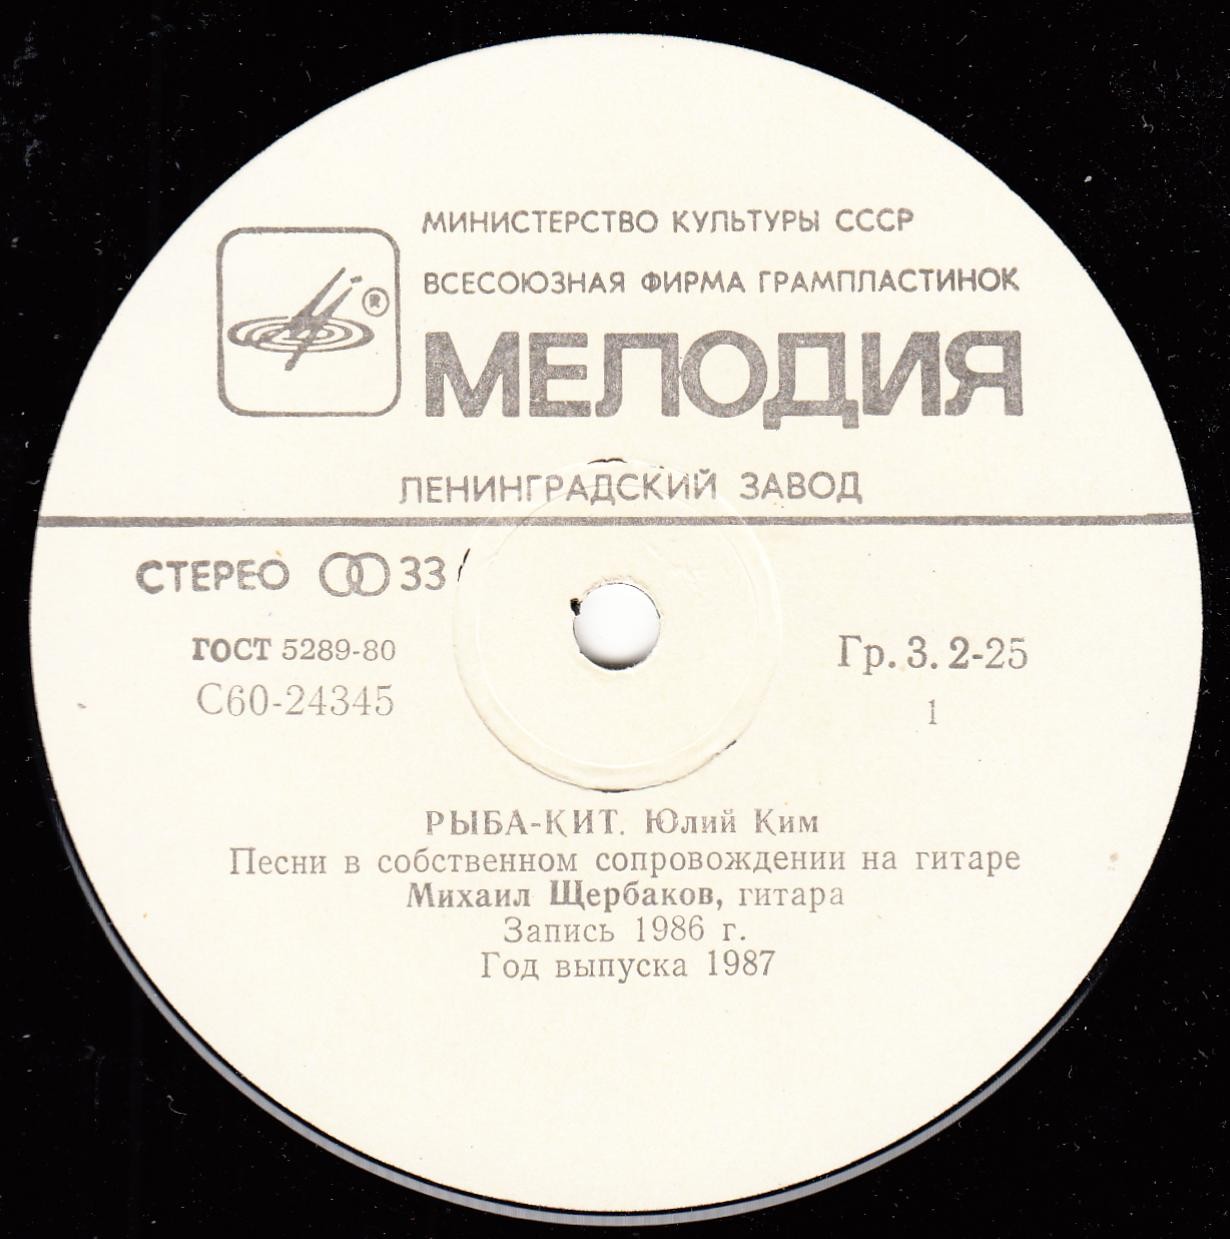 МИНИСТЕРСТВО КУЛЬТУРЫ СССР
ВСЕСОЮЗНАЯ ФИРМА ГРАМПЛАСТИНОК
®
МЕЛОДИЯ
ЛЕНИНГРАДСКИЙ ЗАВОД
СТЕРЕО 33
ГОСТ 5289-80
С60-24345
Гр. 3. 2-25
1
РЫБА-КИТ. Юлий Ким
Песни в собственном сопровождении на гитаре
Михаил Щербаков, гитара
Запись 1986 г.
Год выпуска 1987